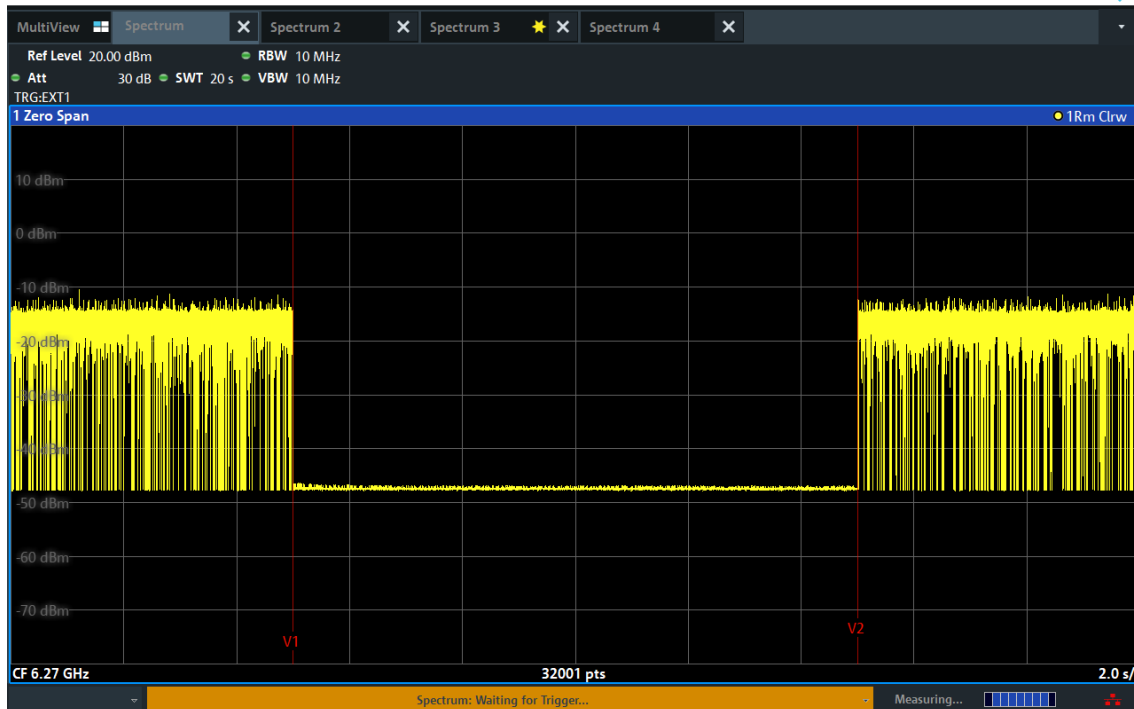 MultiView Spectrum Spectrum 2 Spectrum 3 Spectrum 4
Ref Level 20.00 dBm RBW 10 MHz
Att 30 dB SWT 20 s VBW 10 MHz
TRG:EXT1
1 Zero Span 1Rm Clrw
10 dBm
0 dBm
-10 dBm
-20 dBm
-30 dBm
-40 dBm
-50 dBm
-60 dBm
-70 dBm
V1
V2
CF 6.27 GHz 32001 pts 2.0 s/
Spectrum: Waiting for Trigger... Measuring...